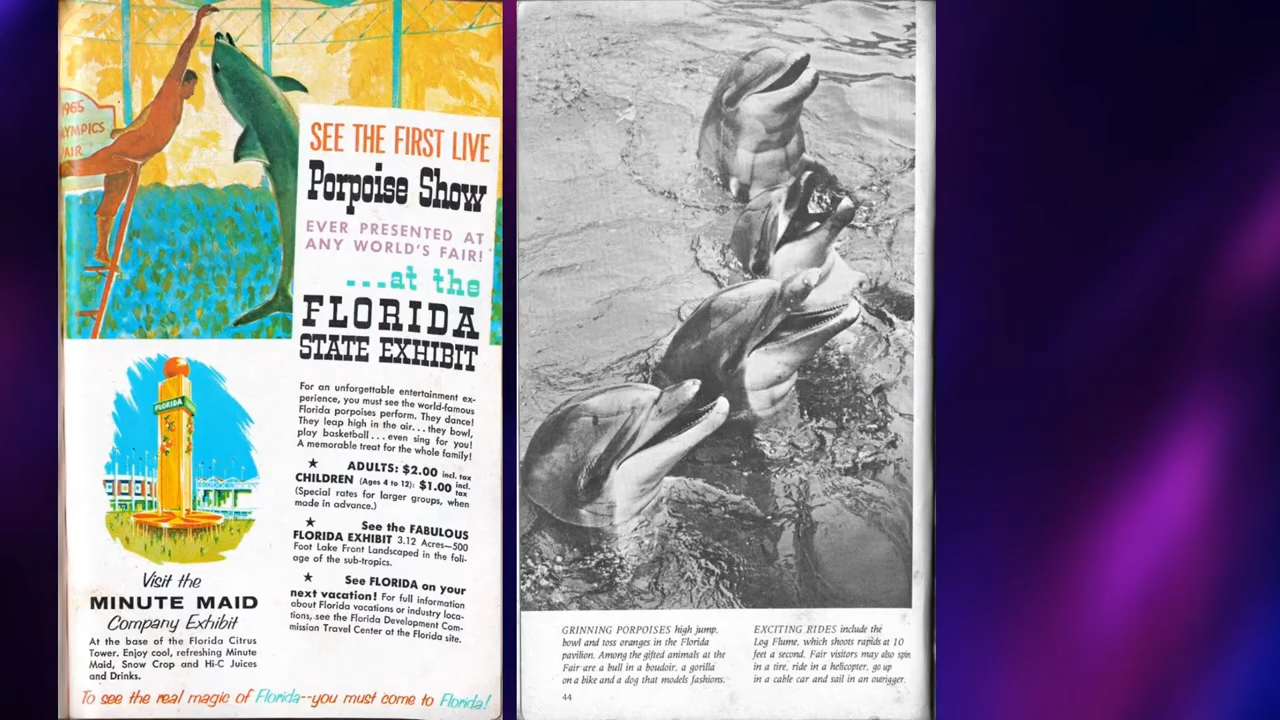 1965
AIR
SEE THE FIRST LIVE
Porpoise Show
EVER PRESENTED AT
ANY WORLD'S FAIR!
...at the
FLORIDA
STATE EXHIBIT
For an unforgettable entertainment ex-
perience, you must see the world-famous
Florida porpoises perform. They dance!
They leap high in the air...they bowl,
play basketball...even sing for you!
A memorable treat for the whole family!
★ ADULTS: $2.00 incl. tax
CHILDREN (Ages 4 to 12): $1.00 incl. tax
(Special rates for larger groups, when
made in advance.)
★ See the FABULOUS
FLORIDA EXHIBIT 3.12 Acres—500
Foot Lake Front Landscaped in the foli-
age of the sub-tropics.
★ See FLORIDA on your
next vacation! For full information
about Florida vacations or industry loca-
tions, see the Florida Development Com-
mission Travel Center at the Florida site.
FLORIDA
Visit the
MINUTE MAID
Company Exhibit
At the base of the Florida Citrus
Tower. Enjoy cool, refreshing Minute
Maid, Snow Crop and Hi-C Juices
and Drinks.
To see the real magic of Florida--you must come to Florida!
GRINNING PORPOISES high jump,
bowl and toss oranges in the Florida
pavilion. Among the gifted animals at the
Fair are a bull in a boudoir, a gorilla
on a bike and a dog that models fashions.
44
EXCITING RIDES include the
Log Flume, which shoots rapids at 10
feet a second. Fair visitors may also spin
in a tire, ride in a helicopter, go up
in a cable car and sail in an outrigger.